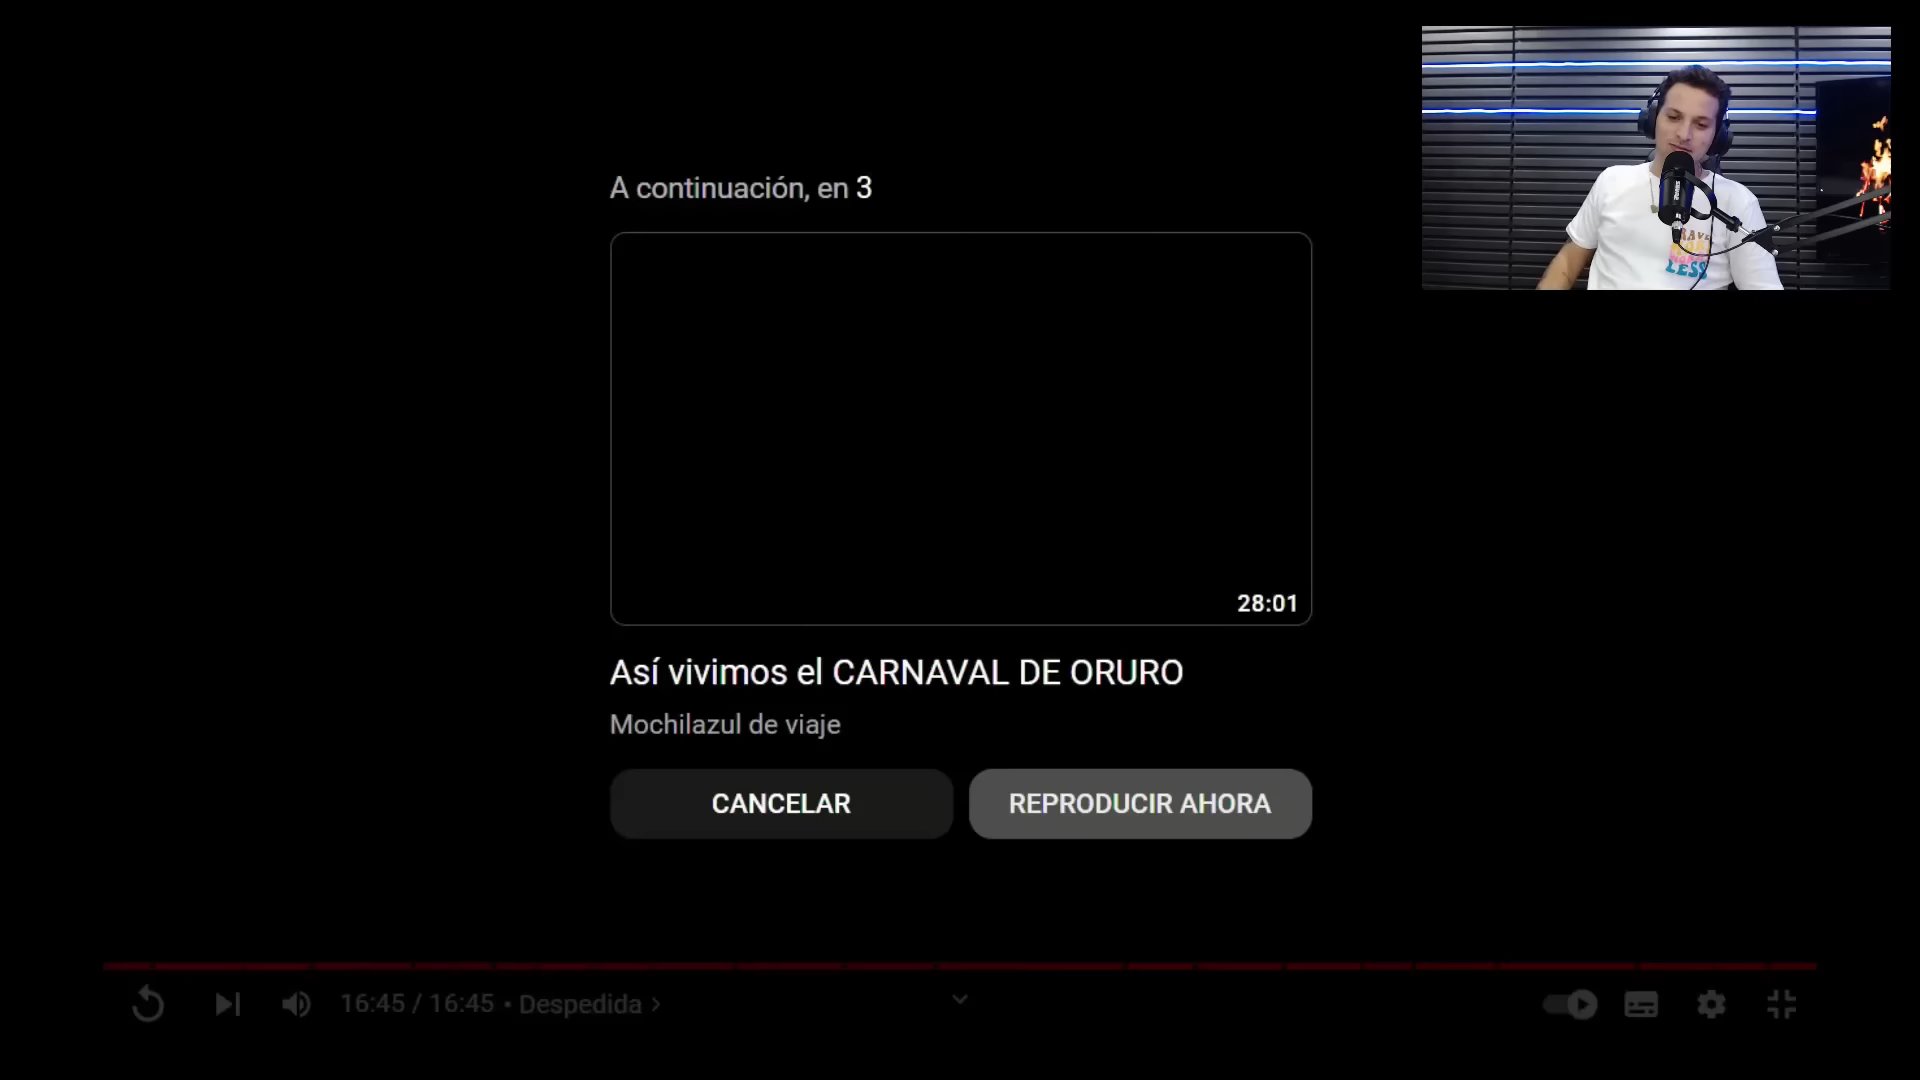 A continuación, en 3
28:01
Así vivimos el CARNAVAL DE ORURO
Mochilazul de viaje
CANCELAR
REPRODUCIR AHORA
16:45 / 16:45 • Despedida >
LESS